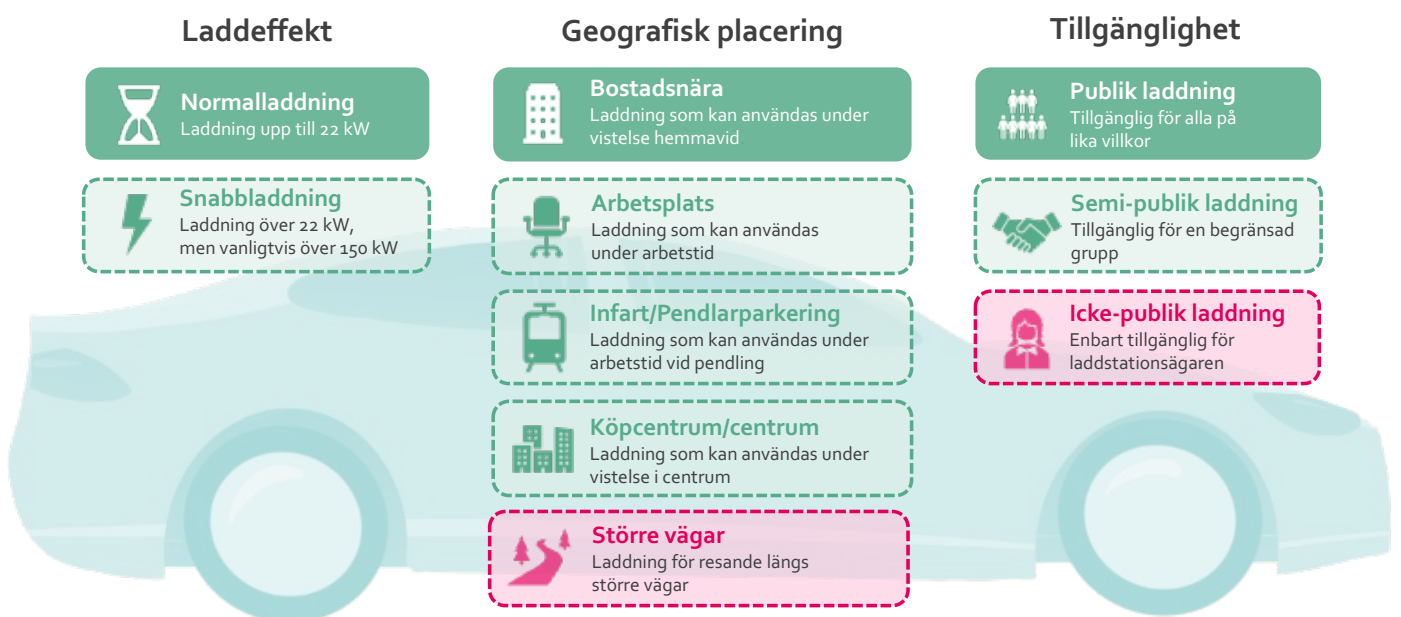 Laddeffekt
Normalladdning
Laddning upp till 22 kW
Snabbladdning
Laddning över 22 kW,
men vanligtvis över 150 kW
Geografisk placering
Bostadsnära
Laddning som kan användas under
vistelse hemmavid
Arbetsplats
Laddning som kan användas
under arbetstid
Infart/Pendlarparkering
Laddning som kan användas under
arbetstid vid pendling
Köpcentrum/centrum
Laddning som kan användas under
vistelse i centrum
Större vägar
Laddning för resande längs
större vägar
Tillgänglighet
Publik laddning
Tillgänglig för alla på
lika villkor
Semi-publik laddning
Tillgänglig för en begränsad
grupp
Icke-publik laddning
Enbart tillgänglig för
laddstationsägaren